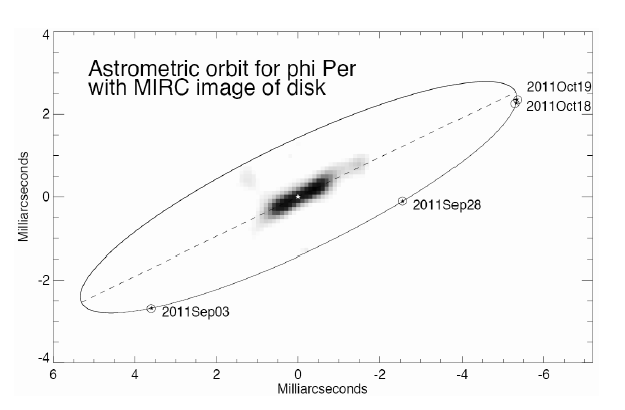 Astrometric orbit for phi Per
with MIRC image of disk
2011Oct19
2011Oct18
2011Sep28
2011Sep03
4
2
0
-2
-4
Milliarcseconds
6
4
2
0
-2
-4
-6
Milliarcseconds